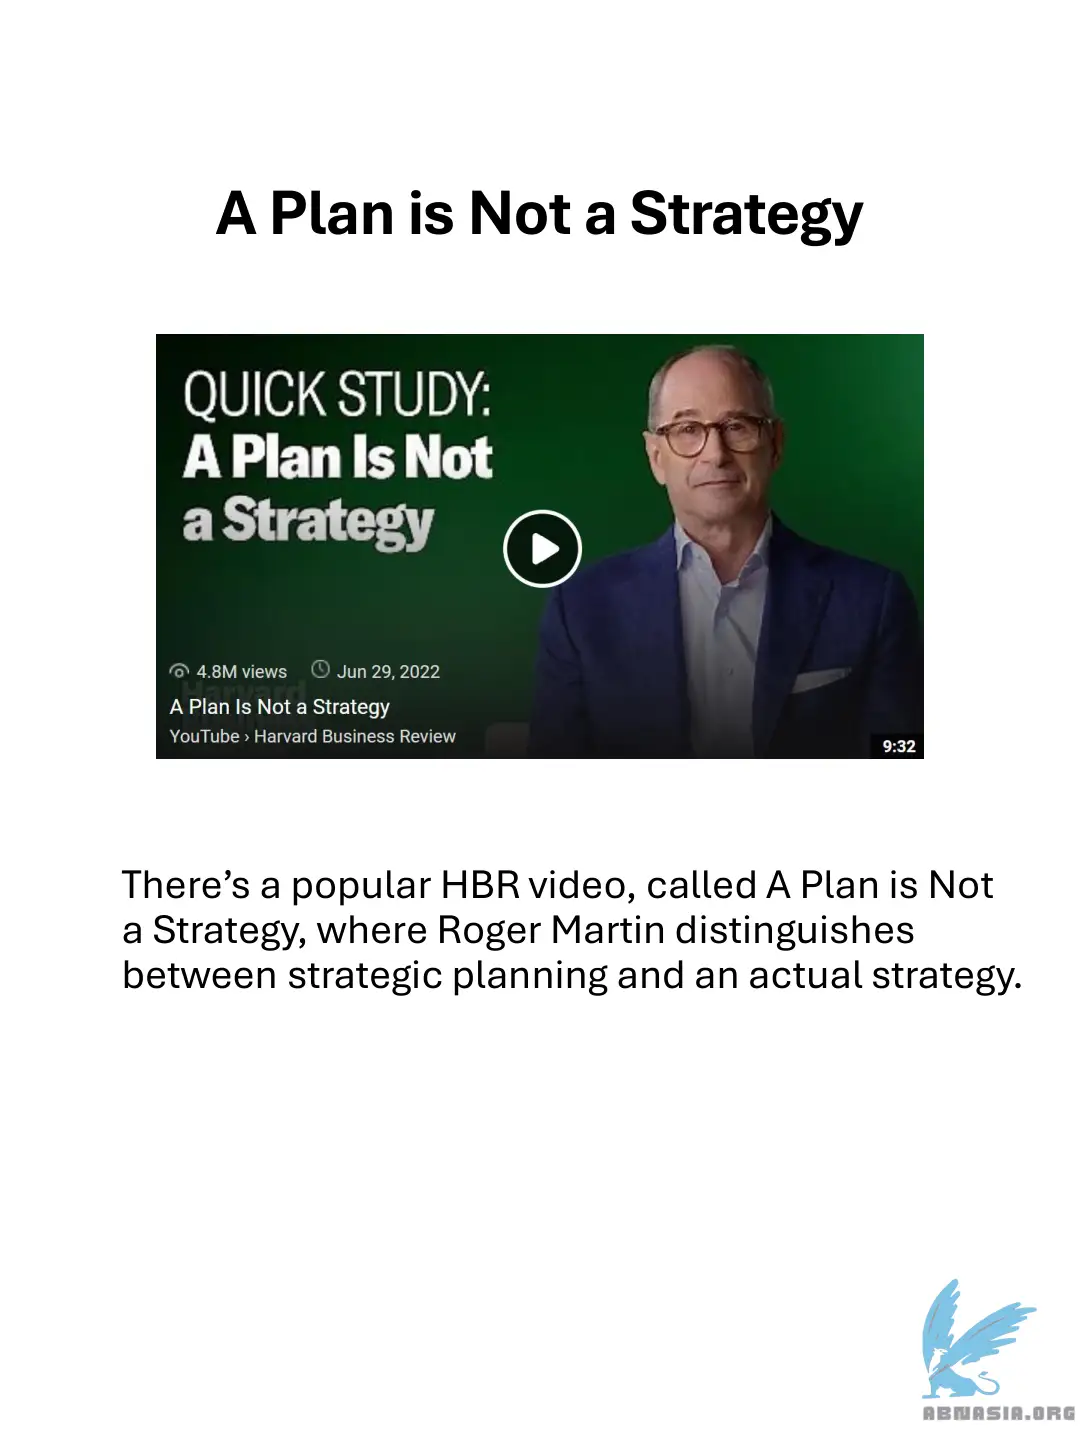 A Plan is Not a Strategy
QUICK STUDY:
A Plan Is Not
a Strategy
4.8M views Jun 29, 2022
Harvard
A Plan Is Not a Strategy
YouTube › Harvard Business Review
9:32
There’s a popular HBR video, called A Plan is Not
a Strategy, where Roger Martin distinguishes
between strategic planning and an actual strategy.
ABNASIA.ORG